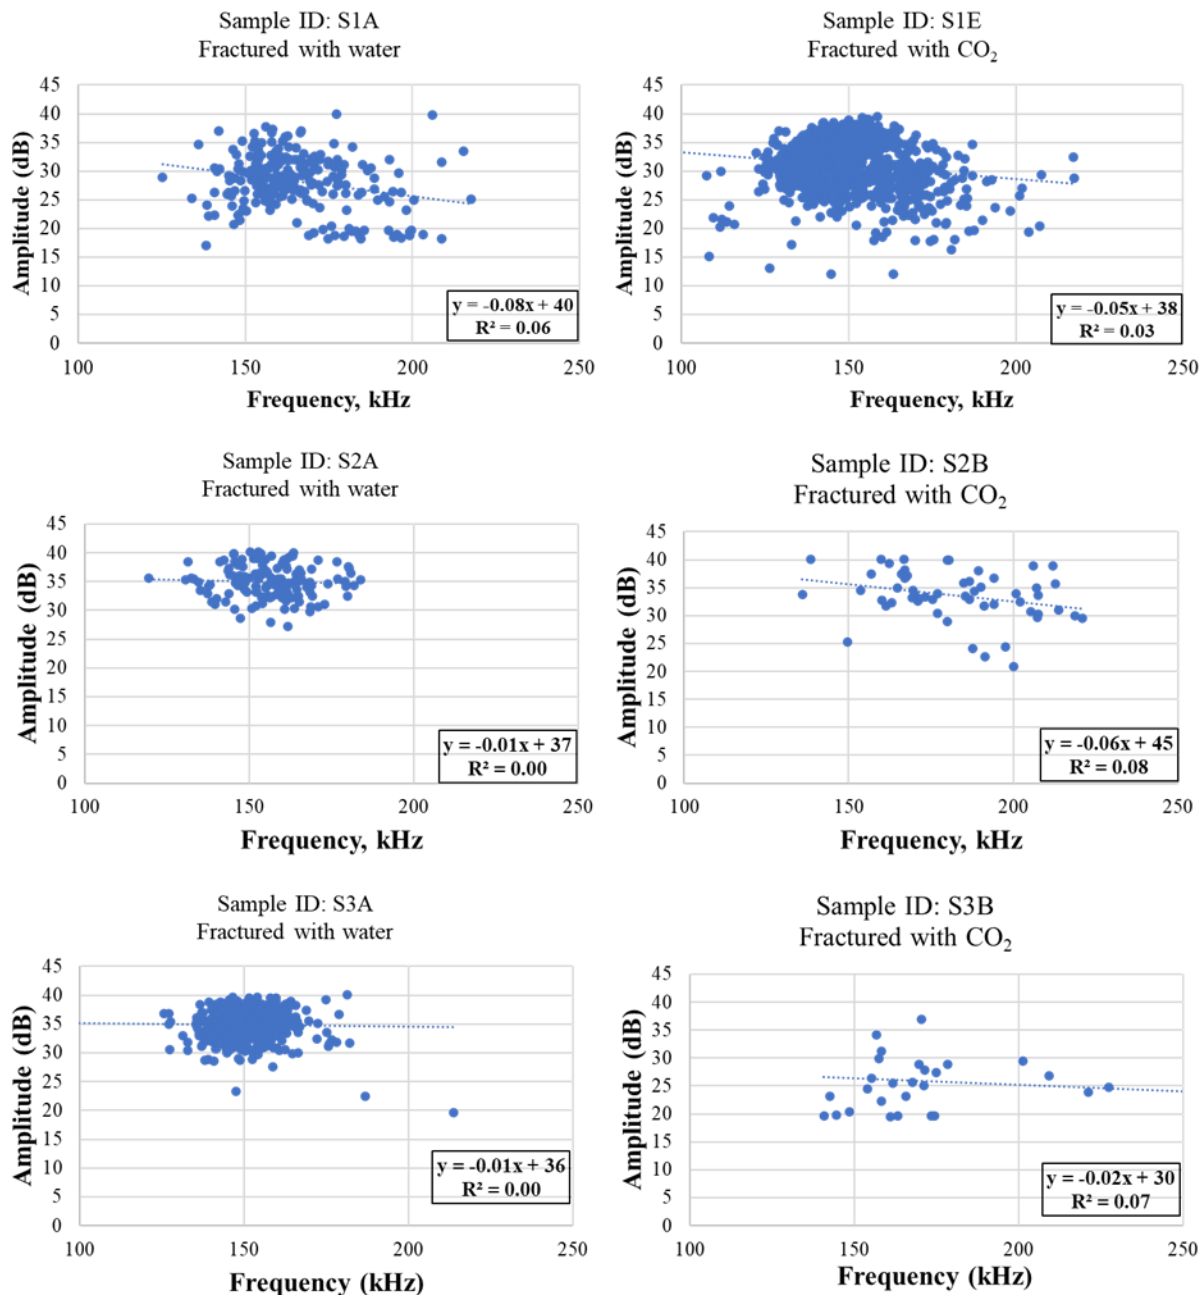 Sample ID: S1A
Fractured with water
45
40
35
30
25
20
15
10
5
0
Amplitude (dB)
y = -0.08x + 40
R² = 0.06
100 150 200 250
Frequency, kHz
Sample ID: S1E
Fractured with CO₂
45
40
35
30
25
20
15
10
5
0
Amplitude (dB)
y = -0.05x + 38
R² = 0.03
100 150 200 250
Frequency, kHz
Sample ID: S2A
Fractured with water
45
40
35
30
25
20
15
10
5
0
Amplitude (dB)
y = -0.01x + 37
R² = 0.00
100 150 200 250
Frequency, kHz
Sample ID: S2B
Fractured with CO₂
45
40
35
30
25
20
15
10
5
0
Amplitude (dB)
y = -0.06x + 45
R² = 0.08
100 150 200 250
Frequency, kHz
Sample ID: S3A
Fractured with water
45
40
35
30
25
20
15
10
5
0
Amplitude (dB)
y = -0.01x + 36
R² = 0.00
100 150 200 250
Frequency (kHz)
Sample ID: S3B
Fractured with CO₂
45
40
35
30
25
20
15
10
5
0
Amplitude (dB)
y = -0.02x + 30
R² = 0.07
100 150 200 250
Frequency (kHz)